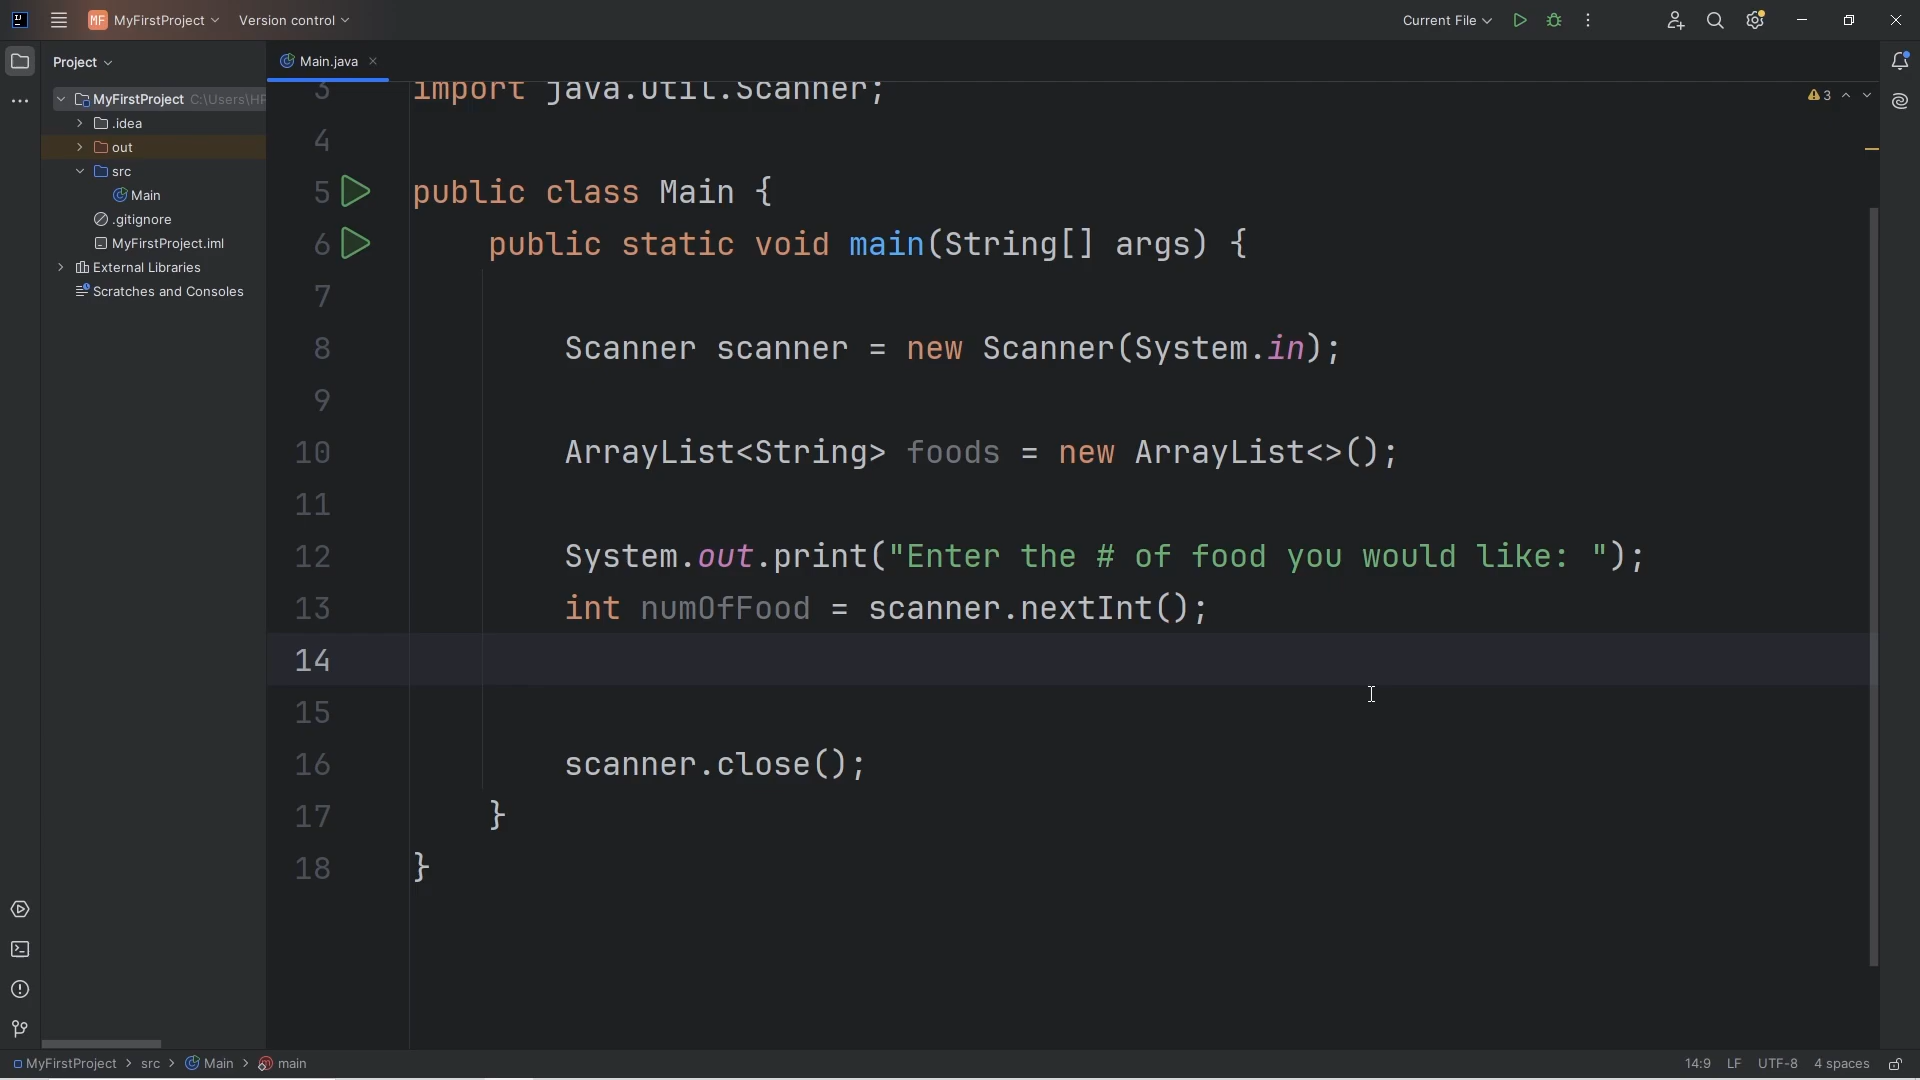 MF MyFirstProject Version control Current File
Project Main.java
MyFirstProject C:\Users\HP
.idea
out
src
Main
.gitignore
MyFirstProject.iml
External Libraries
Scratches and Consoles
3
3 import java.util.Scanner;
4
5 public class Main {
6 public static void main(String[] args) {
7
8 Scanner scanner = new Scanner(System.in);
9
10 ArrayList<String> foods = new ArrayList<>();
11
12 System.out.print("Enter the # of food you would like: ");
13 int numOfFood = scanner.nextInt();
14
15
16 scanner.close();
17 }
18 }
MyFirstProject > src > Main > main 14:9 LF UTF-8 4 spaces